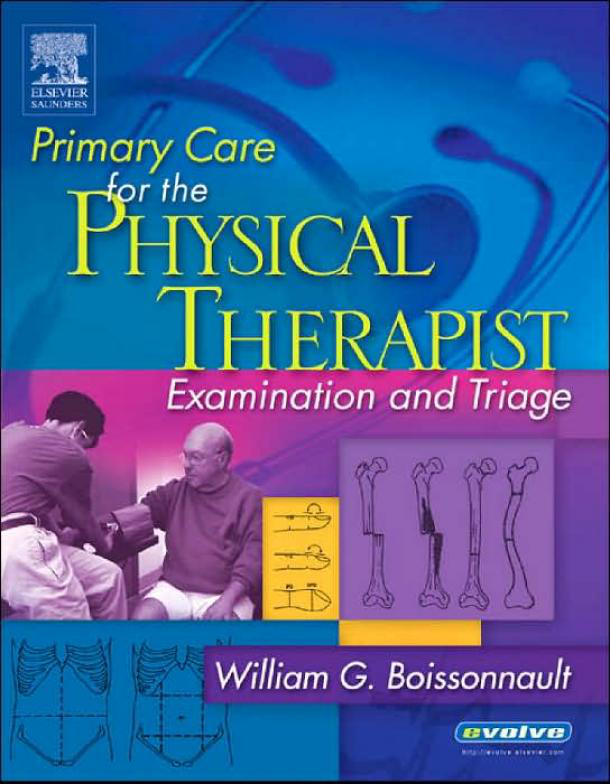 ELSEVIER
SAUNDERS
Primary Care
for the
PHYSICAL
THERAPIST
Examination and Triage
William G. Boissonnault
evolve
http://evolve.elsevier.com